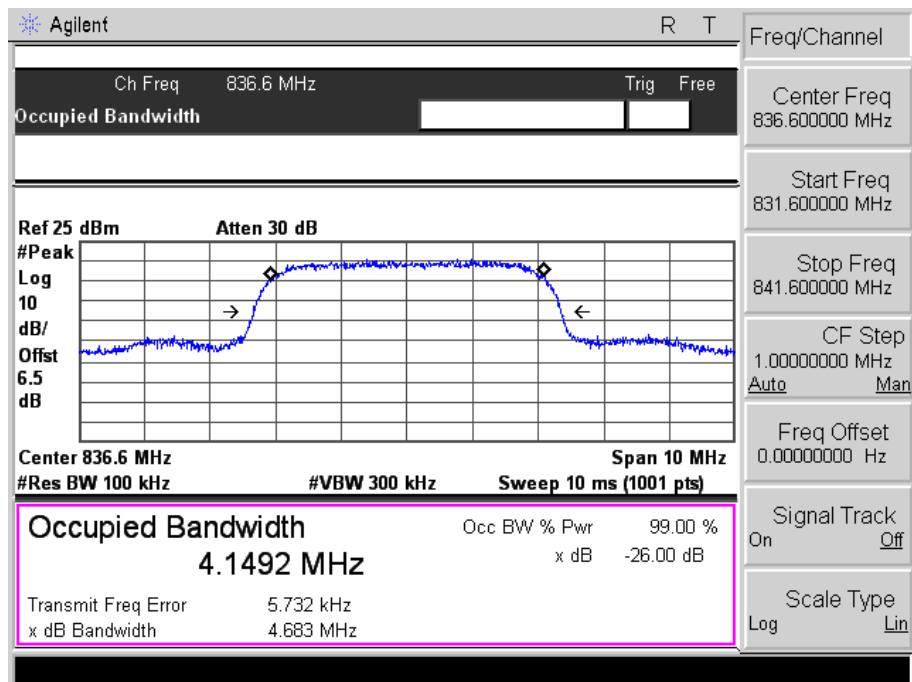 Agilent R T
Freq/Channel
Ch Freq 836.6 MHz Trig Free
Occupied Bandwidth
Center Freq
836.600000 MHz
Start Freq
831.600000 MHz
Stop Freq
841.600000 MHz
CF Step
1.00000000 MHz
Auto Man
Freq Offset
0.00000000 Hz
Signal Track
On Off
Scale Type
Log Lin
Ref 25 dBm Atten 30 dB
#Peak
Log
10
dB/
Offst
6.5
dB
Center 836.6 MHz Span 10 MHz
#Res BW 100 kHz #VBW 300 kHz Sweep 10 ms (1001 pts)
Occupied Bandwidth
4.1492 MHz
Occ BW % Pwr 99.00 %
x dB -26.00 dB
Transmit Freq Error 5.732 kHz
x dB Bandwidth 4.683 MHz